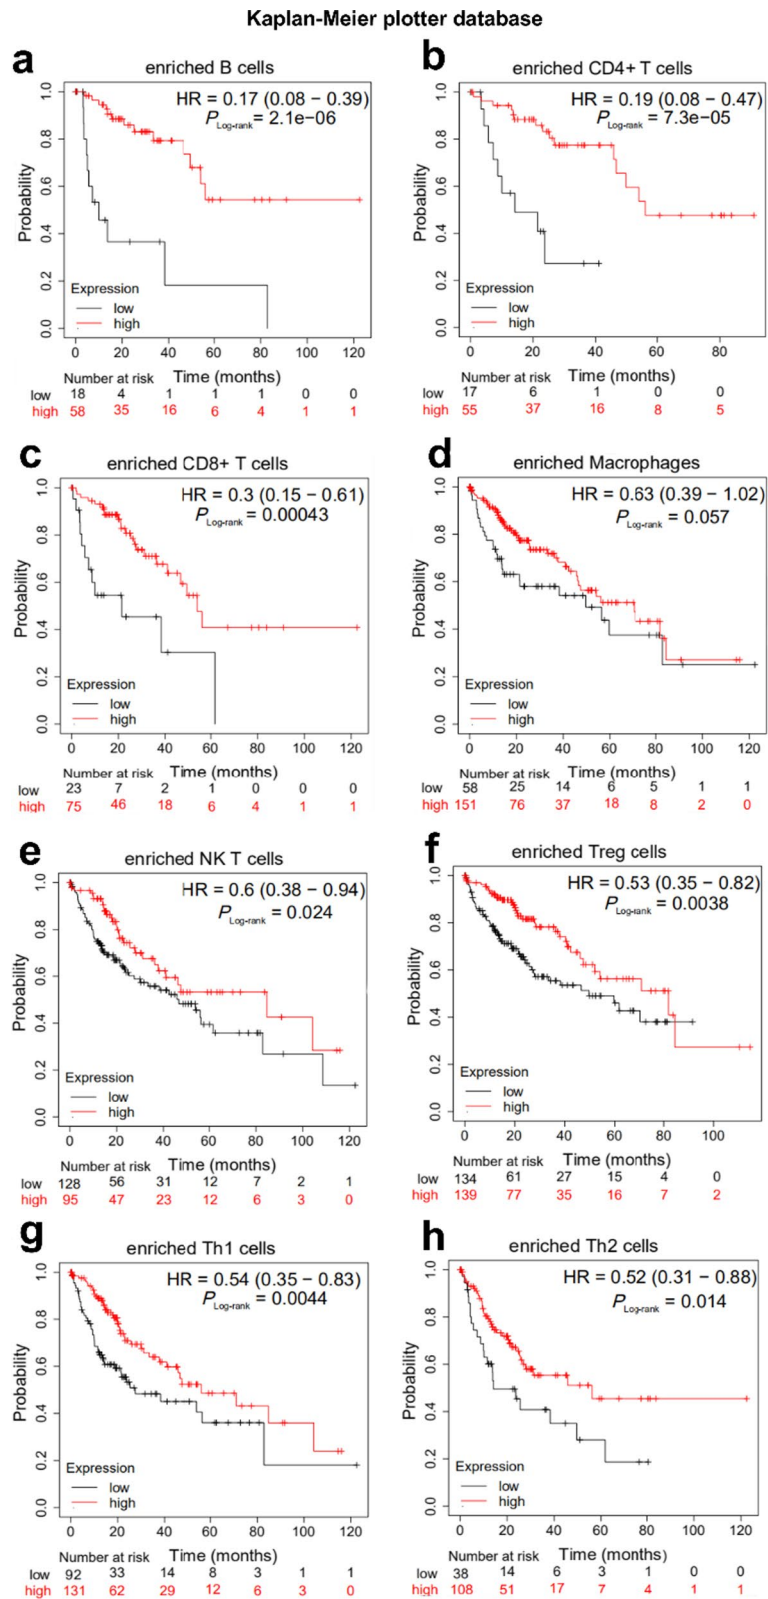 Kaplan-Meier plotter database
a
enriched B cells
HR = 0.17 (0.08 − 0.39)
P Log-rank = 2.1e−06
Probability
1.0
0.8
0.6
0.4
0.2
0.0
Expression
low
high
0 20 40 60 80 100 120
Number at risk Time (months)
low 18 4 1 1 1 0 0
high 58 35 16 6 4 1 1
b
enriched CD4+ T cells
HR = 0.19 (0.08 − 0.47)
P Log-rank = 7.3e−05
Probability
1.0
0.8
0.6
0.4
0.2
0.0
Expression
low
high
0 20 40 60 80
Number at risk Time (months)
low 17 6 1 0 0
high 55 37 16 8 5
c
enriched CD8+ T cells
HR = 0.3 (0.15 − 0.61)
P Log-rank = 0.00043
Probability
1.0
0.8
0.6
0.4
0.2
0.0
Expression
low
high
0 20 40 60 80 100 120
Number at risk Time (months)
low 23 7 2 1 0 0 0
high 75 46 18 6 4 1 1
d
enriched Macrophages
HR = 0.63 (0.39 − 1.02)
P Log-rank = 0.057
Probability
1.0
0.8
0.6
0.4
0.2
0.0
Expression
low
high
0 20 40 60 80 100 120
Number at risk Time (months)
low 58 25 14 6 5 1 1
high 151 76 37 18 8 2 0
e
enriched NK T cells
HR = 0.6 (0.38 − 0.94)
P Log-rank = 0.024
Probability
1.0
0.8
0.6
0.4
0.2
0.0
Expression
low
high
0 20 40 60 80 100 120
Number at risk Time (months)
low 128 56 31 12 7 2 1
high 95 47 23 12 6 3 0
f
enriched Treg cells
HR = 0.53 (0.35 − 0.82)
P Log-rank = 0.0038
Probability
1.0
0.8
0.6
0.4
0.2
0.0
Expression
low
high
0 20 40 60 80 100
Number at risk Time (months)
low 134 61 27 15 4 0
high 139 77 35 16 7 2
g
enriched Th1 cells
HR = 0.54 (0.35 − 0.83)
P Log-rank = 0.0044
Probability
1.0
0.8
0.6
0.4
0.2
0.0
Expression
low
high
0 20 40 60 80 100 120
Number at risk Time (months)
low 92 33 14 8 3 1 1
high 131 62 29 12 6 3 0
h
enriched Th2 cells
HR = 0.52 (0.31 − 0.88)
P Log-rank = 0.014
Probability
1.0
0.8
0.6
0.4
0.2
0.0
Expression
low
high
0 20 40 60 80 100 120
Number at risk Time (months)
low 38 14 6 3 1 0 0
high 108 51 17 7 4 1 1